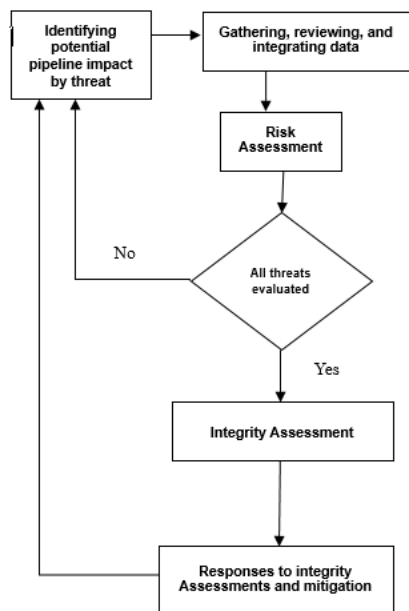 Identifying
potential
pipeline impact
by threat
Gathering, reviewing, and
integrating data
Risk
Assessment
All threats
evaluated
No
Yes
Integrity Assessment
Responses to integrity
Assessments and mitigation